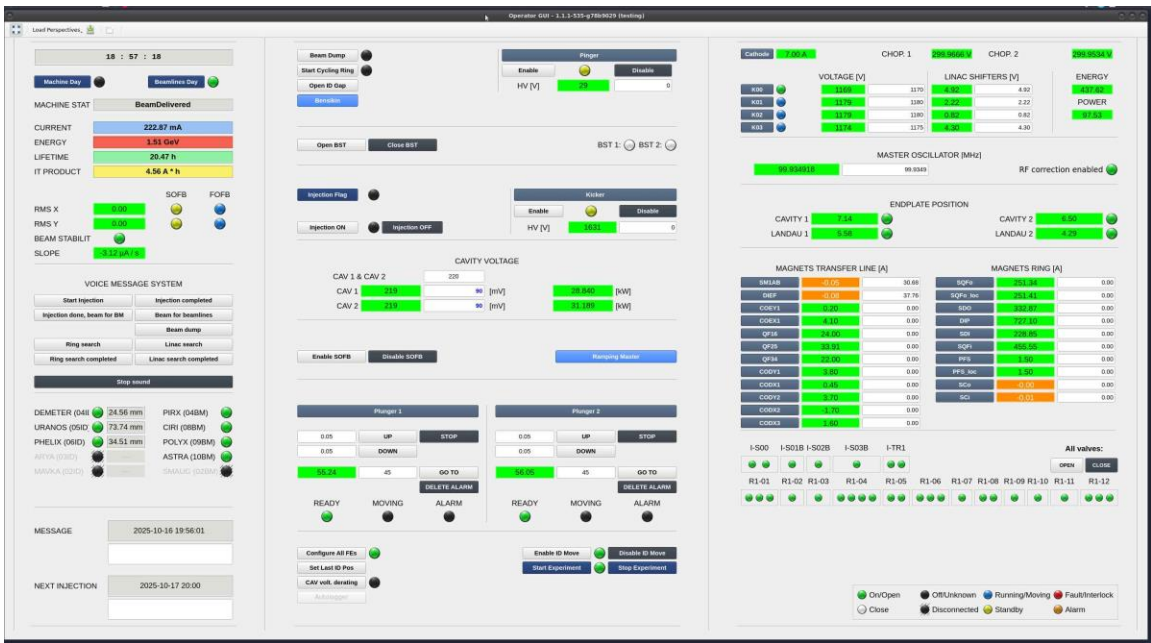 Operator GUI - 1.1.1-535-g78b9029 (testing)
Load Perspectives_
18 : 57 : 18
Machine Day Beamlines Day
MACHINE STAT BeamDelivered
CURRENT 222.87 mA
ENERGY 1.51 GeV
LIFETIME 20.47 h
IT PRODUCT 4.56 A * h
SOFB FOFB
RMS X 0.00
RMS Y 0.00
BEAM STABILIT
SLOPE -3.12 µA / s
VOICE MESSAGE SYSTEM
Start Injection Injection completed
Injection done, beam for BM Beam for beamlines
Beam dump
Ring search Linac search
Ring search completed Linac search completed
Stop sound
DEMETER (04II 24.56 mm PIRX (04BM)
URANOS (05ID) 73.74 mm CIRI (08BM)
PHELIX (06ID) 34.51 mm POLYX (09BM)
ARYA (03ID) --- ASTRA (10BM)
MAVKA (02ID) --- SMAUG (02BM)
MESSAGE 2025-10-16 19:56:01
NEXT INJECTION 2025-10-17 20:00
Beam Dump
Start Cycling Ring
Open ID Gap
Bensikin
Pinger
Enable Disable
HV [V] 29 0
Open BST Close BST BST 1: BST 2:
Injection Flag
Injection ON Injection OFF
Kicker
Enable Disable
HV [V] 1631 0
CAVITY VOLTAGE
CAV 1 & CAV 2 220
CAV 1 219 90 [mV] 28.840 [kW]
CAV 2 219 90 [mV] 31.189 [kW]
Enable SOFB Disable SOFB Ramping Master
Plunger 1
0.05 UP STOP
0.05 DOWN
55.24 45 GO TO
DELETE ALARM
READY MOVING ALARM
Plunger 2
0.05 UP STOP
0.05 DOWN
56.05 45 GO TO
DELETE ALARM
READY MOVING ALARM
Configure All FEs Enable ID Move Disable ID Move
Set Last ID Pos Start Experiment Stop Experiment
CAV volt. derating
Autologger
Cathode 7.00 A CHOP. 1 299.9666 V CHOP. 2 299.9534 V
VOLTAGE [V] LINAC SHIFTERS [V] ENERGY
K00 1169 1170 4.92 4.92 437.62
K01 1179 1180 2.22 2.22 POWER
K02 1179 1180 0.82 0.82 97.53
K03 1174 1175 4.30 4.30
MASTER OSCILLATOR [MHz]
99.934918 99.9349 RF correction enabled
ENDPLATE POSITION
CAVITY 1 7.14 CAVITY 2 6.50
LANDAU 1 5.58 LANDAU 2 4.29
MAGNETS TRANSFER LINE [A]
SM1AB -0.05 30.68
DIEF -0.08 37.76
COEY1 0.20 0.00
COEX1 4.10 0.00
QF16 24.00 0.00
QF25 33.91 0.00
QF34 22.00 0.00
CODY1 3.80 0.00
CODX1 0.45 0.00
CODY2 3.70 0.00
CODX2 -1.70 0.00
CODX3 1.60 0.00
MAGNETS RING [A]
SQFo 251.34 0.00
SQFo_loc 251.41 0.00
SDO 332.87 0.00
DIP 727.10 0.00
SDI 228.85 0.00
SQFi 455.55 0.00
PFS 1.50 0.00
PFS_loc 1.50 0.00
SCo -0.00 0.00
SCi -0.01 0.00
I-S00 I-S01B I-S02B I-S03B I-TR1 All valves:
OPEN CLOSE
R1-01 R1-02 R1-03 R1-04 R1-05 R1-06 R1-07 R1-08 R1-09 R1-10 R1-11 R1-12
On/Open Off/Unknown Running/Moving Fault/Interlock
Close Disconnected Standby Alarm